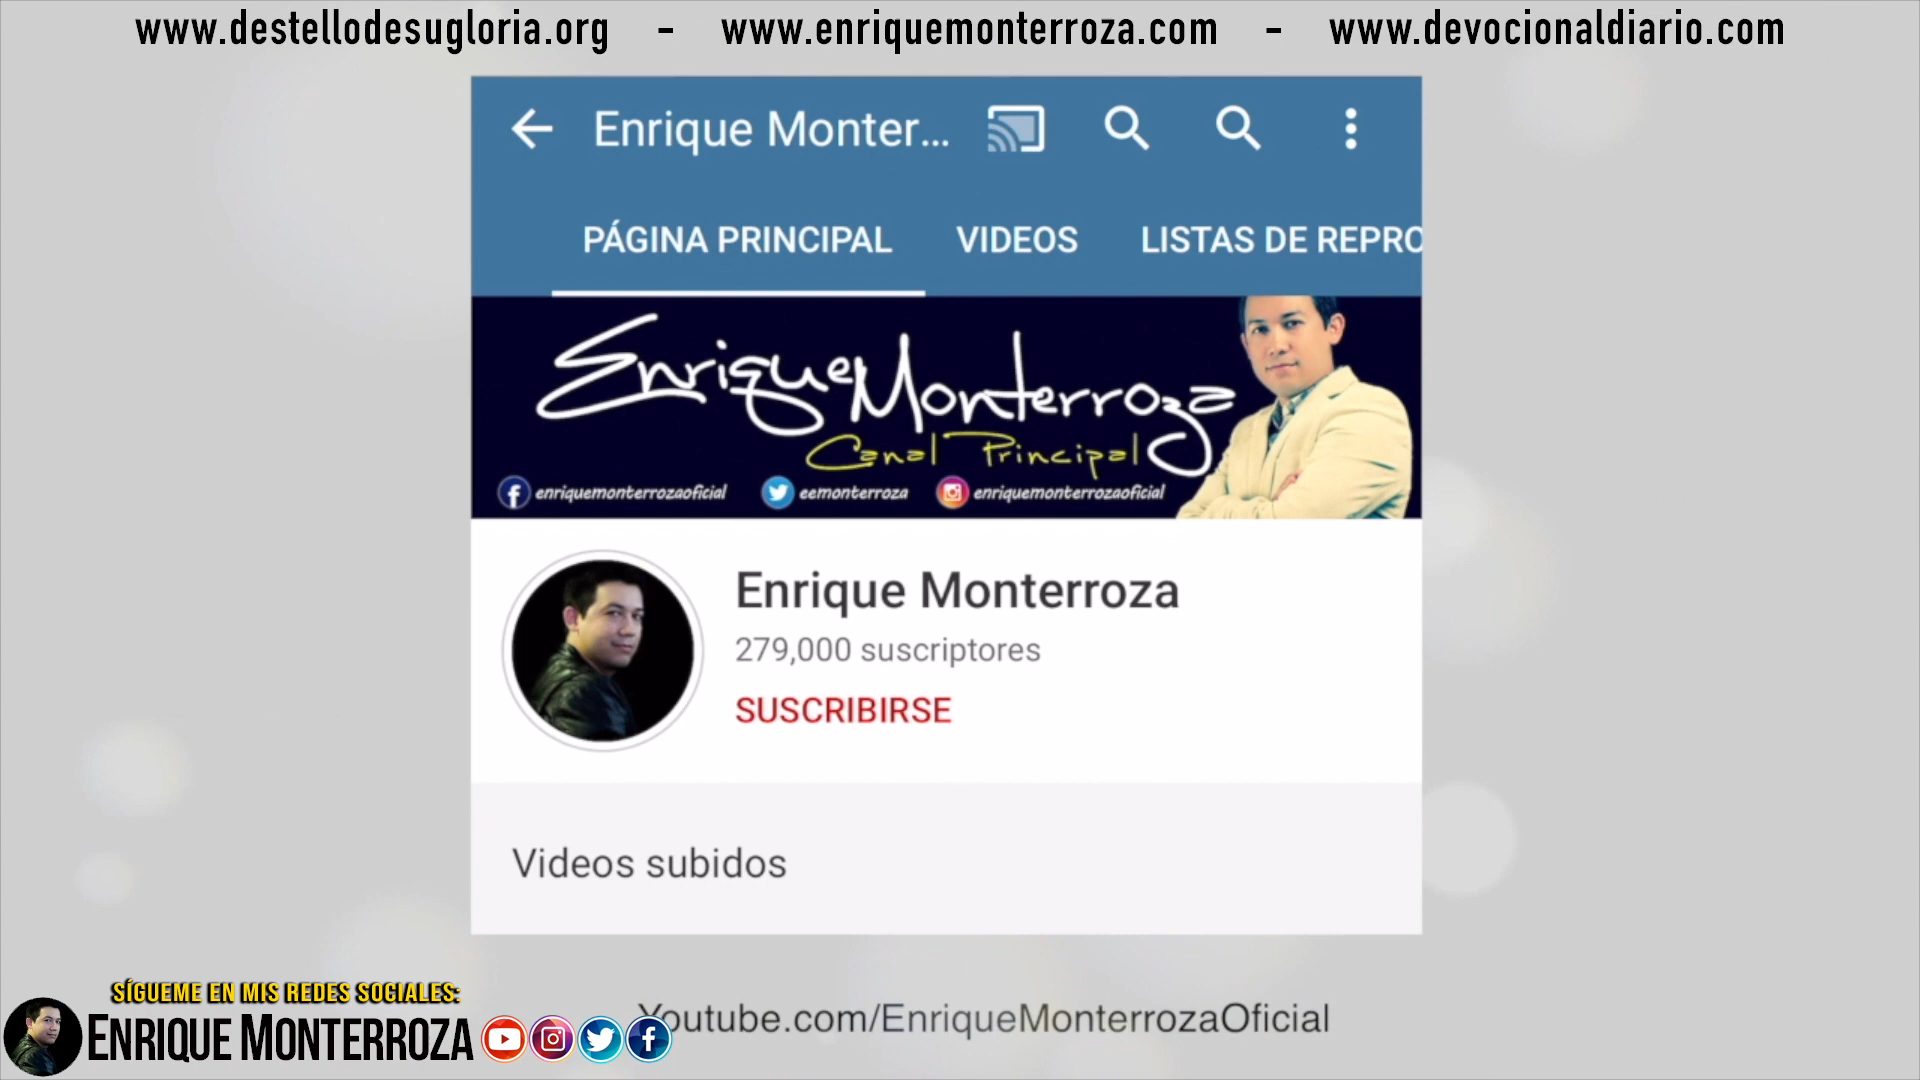 www.destellodesugloria.org - www.enriquemonterroza.com - www.devocionaldiario.com
Enrique Monter...
PÁGINA PRINCIPAL VIDEOS LISTAS DE REPRO
Enrique Monterroza
Canal Principal
enriquemonterrozaoficial eemonterroza enriquemonterrozaoficial
Enrique Monterroza
279,000 suscriptores
SUSCRIBIRSE
Videos subidos
SÍGUEME EN MIS REDES SOCIALES:
ENRIQUE MONTERROZA
Youtube.com/EnriqueMonterrozaOficial